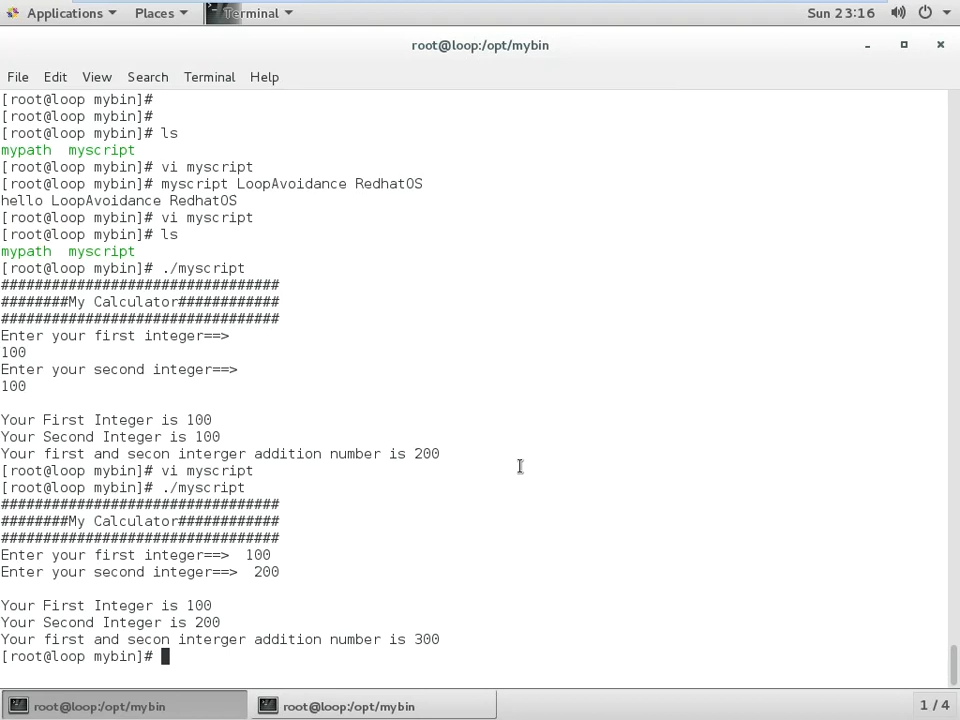 Applications Places Terminal Sun 23:16
root@loop:/opt/mybin
File Edit View Search Terminal Help
[root@loop mybin]#
[root@loop mybin]#
[root@loop mybin]# ls
mypath  myscript
[root@loop mybin]# vi myscript
[root@loop mybin]# myscript LoopAvoidance RedhatOS
hello LoopAvoidance RedhatOS
[root@loop mybin]# vi myscript
[root@loop mybin]# ls
mypath  myscript
[root@loop mybin]# ./myscript
#################################
########My Calculator############
#################################
Enter your first integer==>
100
Enter your second integer==>
100
Your First Integer is 100
Your Second Integer is 100
Your first and secon interger addition number is 200
[root@loop mybin]# vi myscript
[root@loop mybin]# ./myscript
#################################
########My Calculator############
#################################
Enter your first integer==>  100
Enter your second integer==>  200
Your First Integer is 100
Your Second Integer is 200
Your first and secon interger addition number is 300
[root@loop mybin]#
root@loop:/opt/mybin root@loop:/opt/mybin 1 / 4